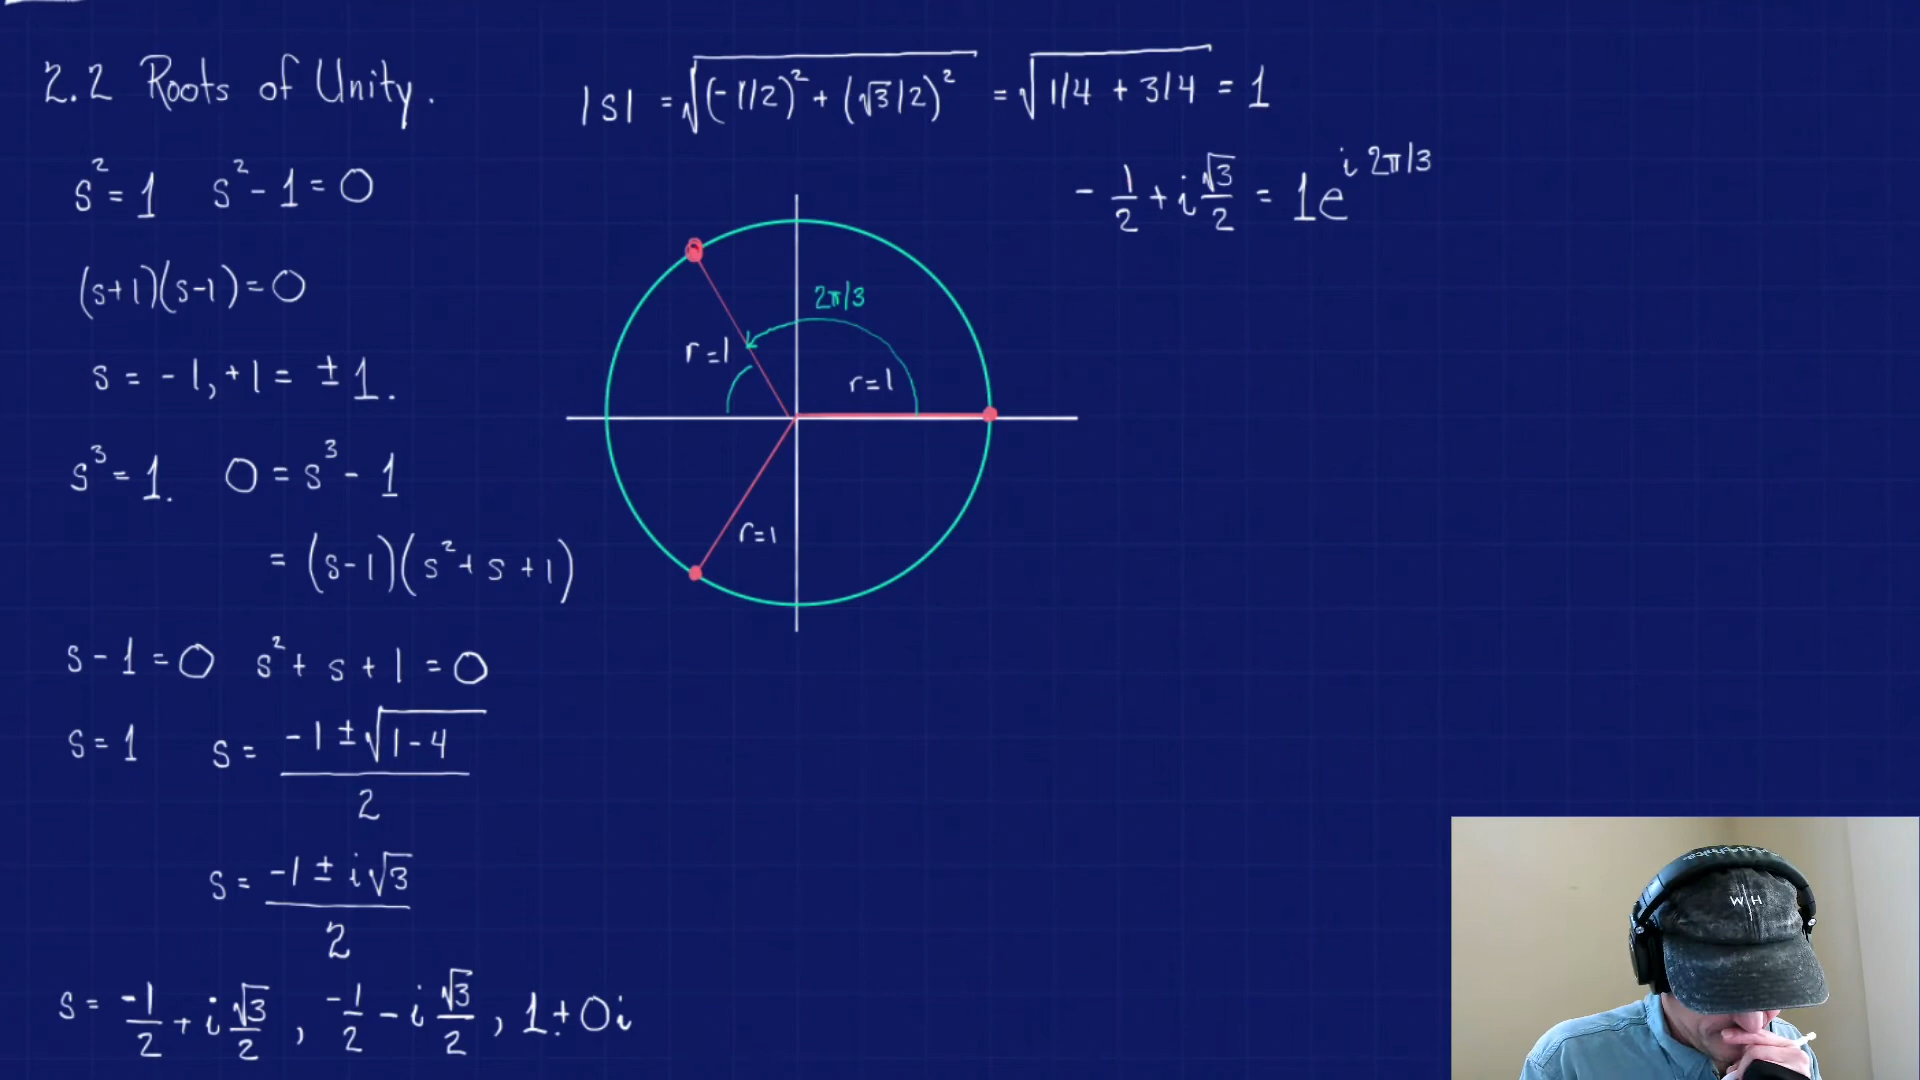 2.2 Roots of Unity.
s² = 1   s² - 1 = 0
(s+1)(s-1) = 0
s = -1, +1 = ± 1.
s³ = 1.   0 = s³ - 1
= (s-1)(s² + s + 1)
s - 1 = 0   s² + s + 1 = 0
s = 1   s = (-1 ± √(1-4))/2
s = (-1 ± i√3)/2
s = -1/2 + i √3/2 , -1/2 - i √3/2 , 1 + 0i
|s| = √((-1/2)² + (√3/2)²) = √(1/4 + 3/4) = 1
-1/2 + i √3/2 = 1e^(i 2π/3)
2π/3
r = 1
r = 1
r = 1
WH